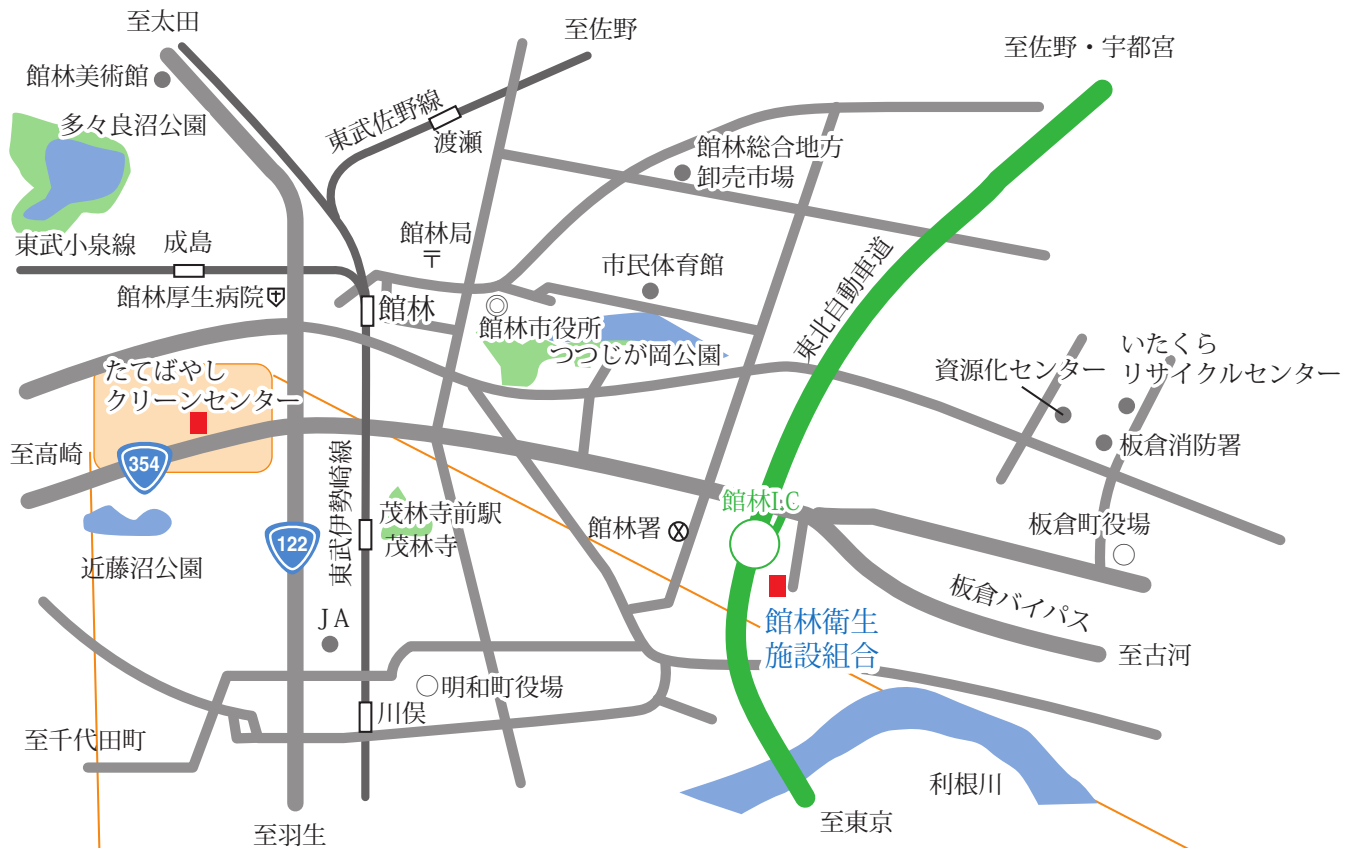 至太田
至佐野
至佐野・宇都宮
館林美術館
多々良沼公園
東武佐野線
渡瀬
館林総合地方
卸売市場
東武小泉線
成島
館林局
〒
市民体育館
館林厚生病院
館林
館林市役所
つつじが岡公園
東北自動車道
いたくら
リサイクルセンター
資源化センター
たてばやし
クリーンセンター
板倉消防署
至高崎
354
東武伊勢崎線
茂林寺前駅
茂林寺
館林I.C
館林署
板倉町役場
122
近藤沼公園
板倉バイパス
JA
館林衛生
施設組合
至古河
明和町役場
川俣
至千代田町
利根川
至東京
至羽生